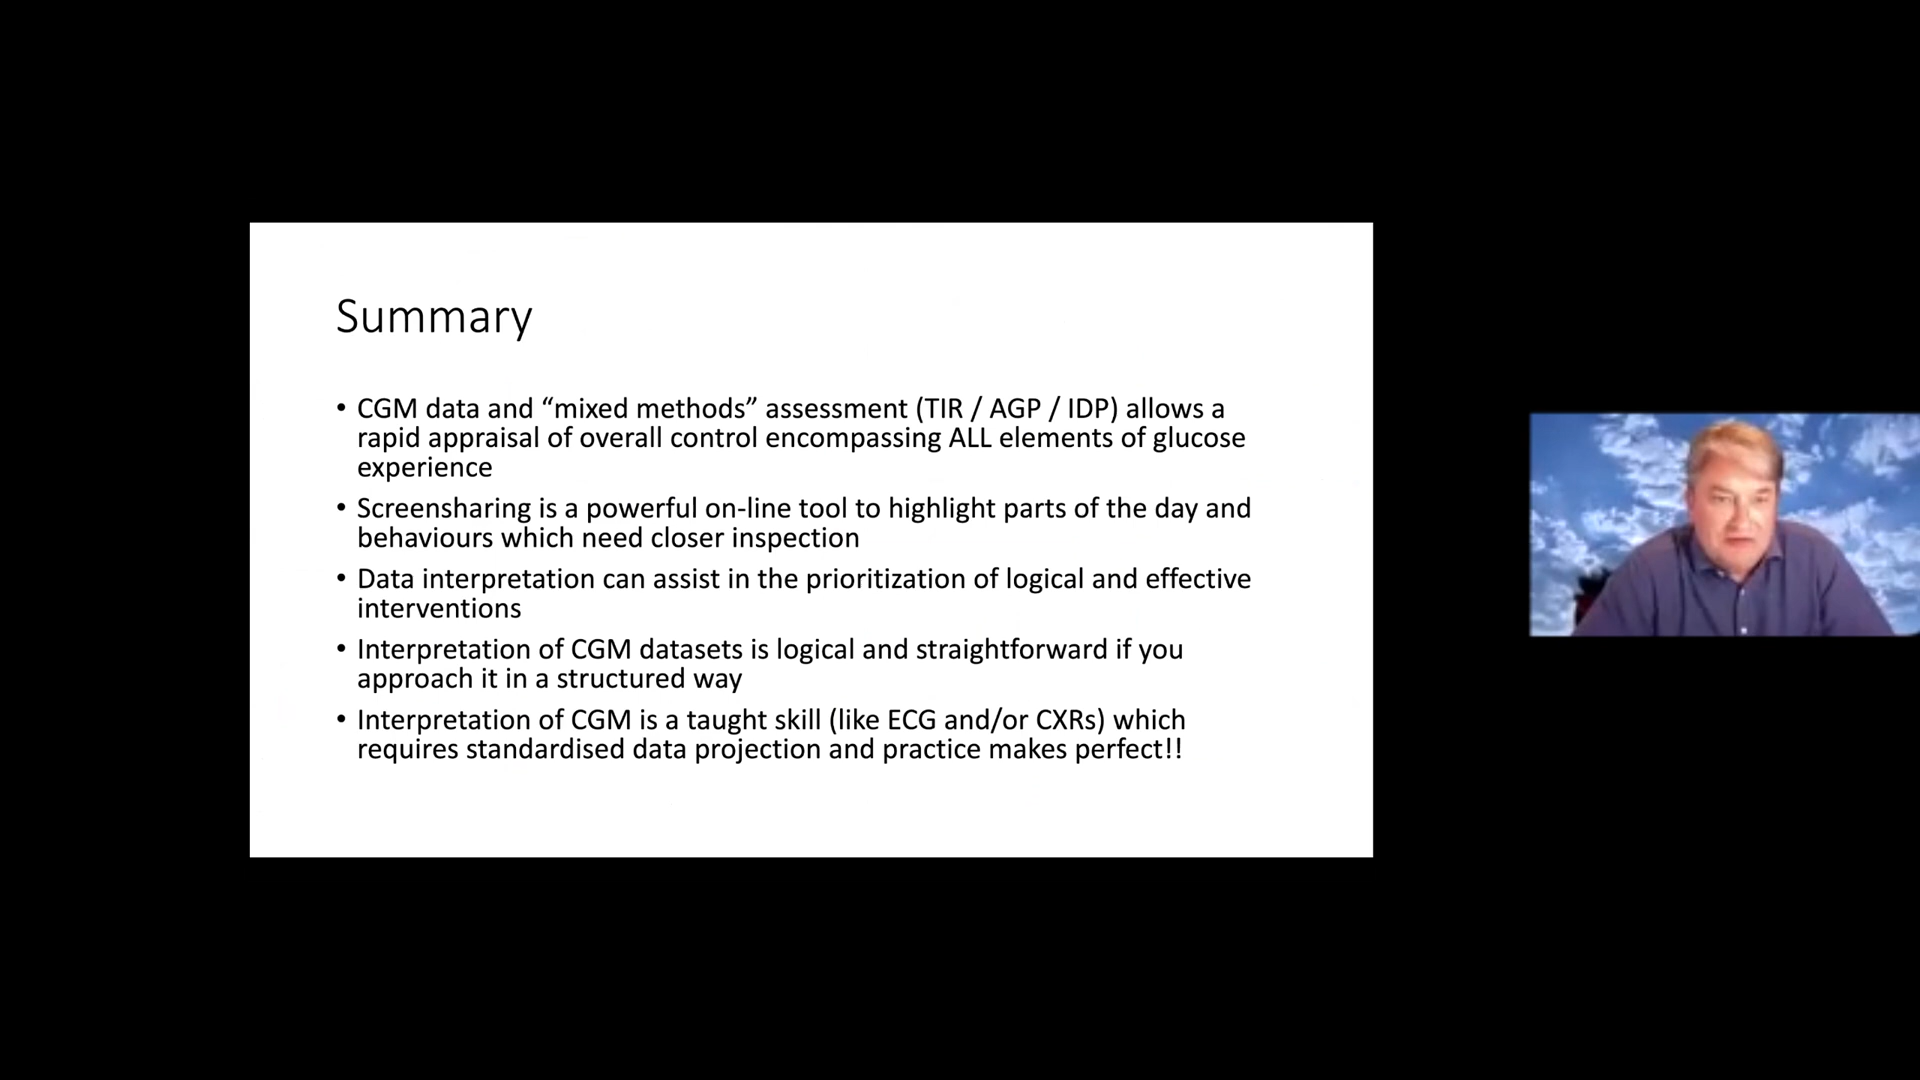 Summary
• CGM data and “mixed methods” assessment (TIR / AGP / IDP) allows a
rapid appraisal of overall control encompassing ALL elements of glucose
experience
• Screensharing is a powerful on-line tool to highlight parts of the day and
behaviours which need closer inspection
• Data interpretation can assist in the prioritization of logical and effective
interventions
• Interpretation of CGM datasets is logical and straightforward if you
approach it in a structured way
• Interpretation of CGM is a taught skill (like ECG and/or CXRs) which
requires standardised data projection and practice makes perfect!!